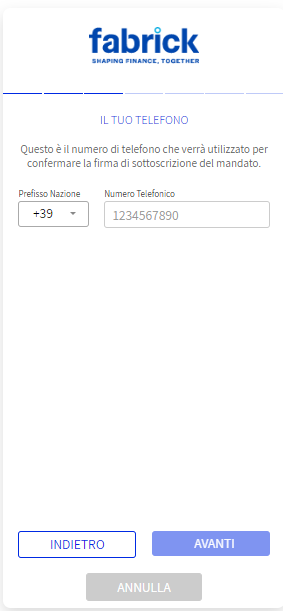 fabrick
SHAPING FINANCE, TOGETHER
IL TUO TELEFONO
Questo è il numero di telefono che verrà utilizzato per
confermare la firma di sottoscrizione del mandato.
Prefisso Nazione
Numero Telefonico
+39
1234567890
INDIETRO
AVANTI
ANNULLA